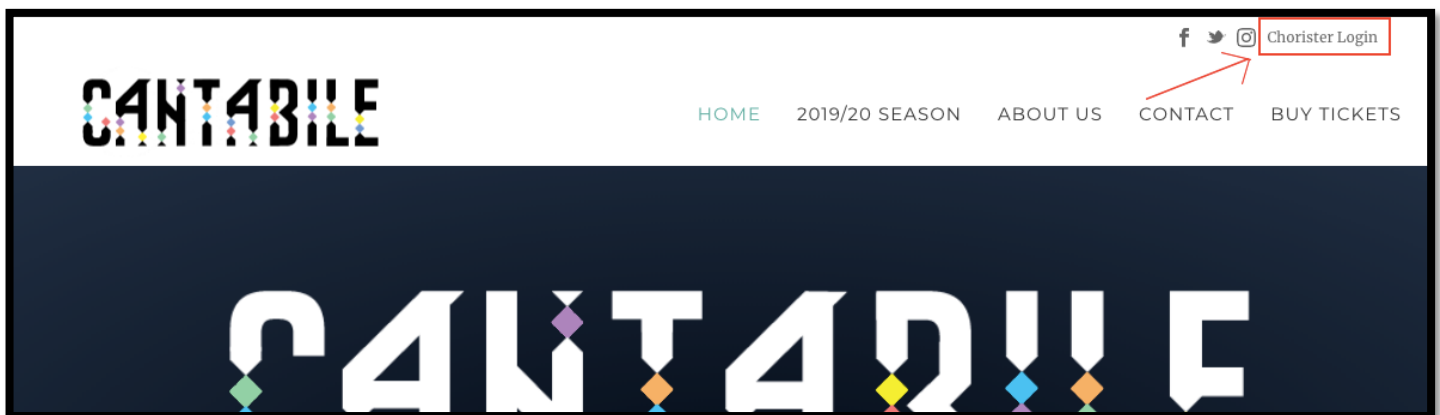 Chorister Login
CANTABILE
HOME 2019/20 SEASON ABOUT US CONTACT BUY TICKETS
CANTABILE